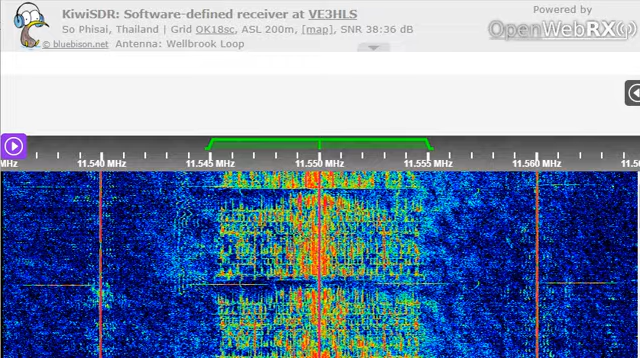 KiwiSDR: Software-defined receiver at VE3HLS
Powered by
So Phisai, Thailand | Grid OK18sc, ASL 200m, [map], SNR 38:36 dB
OpenWebRX
© bluebison.net Antenna: Wellbrook Loop
MHz 11.540 MHz 11.545 MHz 11.550 MHz 11.555 MHz 11.560 MHz 11.56